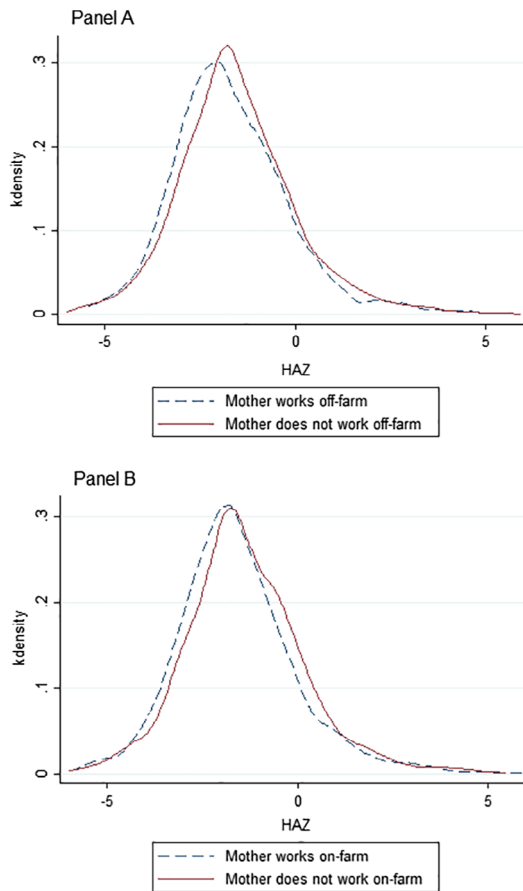 Panel A
.3
.2
.1
0
kdensity
-5
0
5
HAZ
Mother works off-farm
Mother does not work off-farm
Panel B
.3
.2
.1
0
kdensity
-5
0
5
HAZ
Mother works on-farm
Mother does not work on-farm